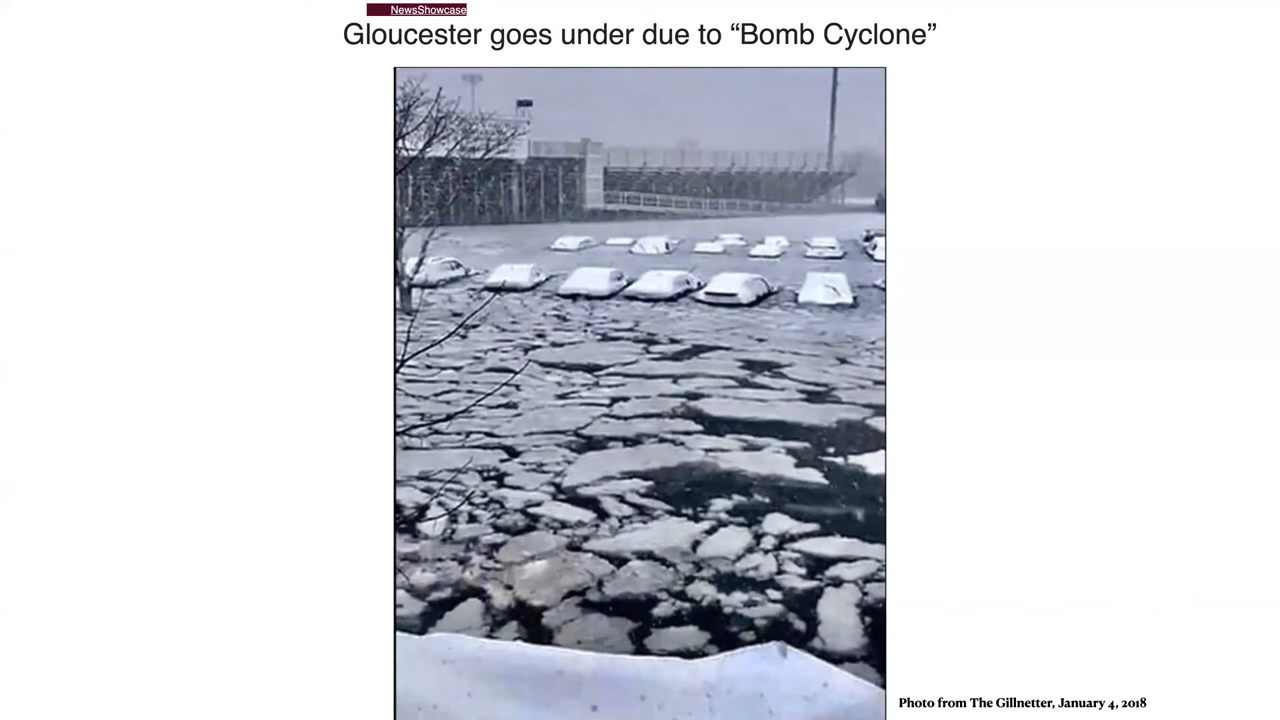 NewsShowcase
Gloucester goes under due to “Bomb Cyclone”
Photo from The Gillnetter, January 4, 2018